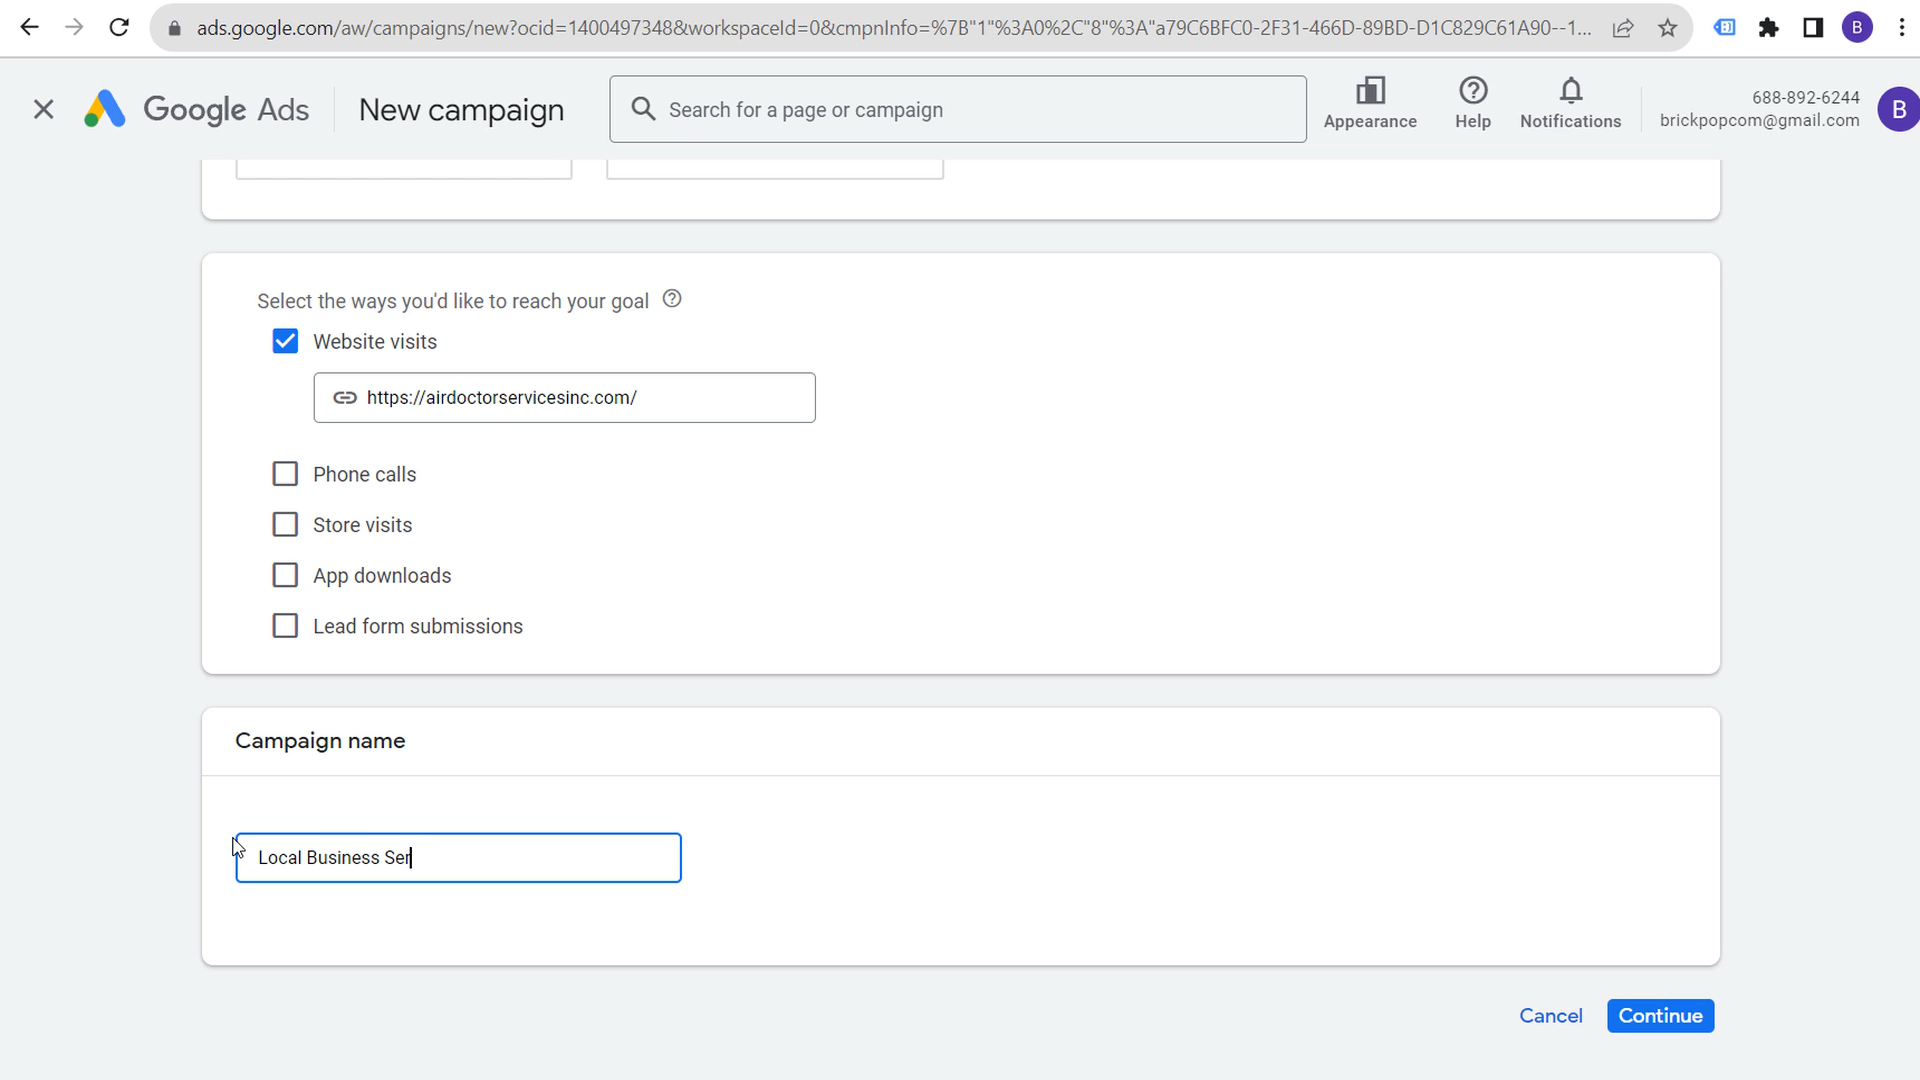 ads.google.com/aw/campaigns/new?ocid=1400497348&workspaceId=0&cmpnInfo=%7B"1"%3A0%2C"8"%3A"a79C6BFC0-2F31-466D-89BD-D1C829C61A90--1...
B
Google Ads
New campaign
Search for a page or campaign
Appearance
Help
Notifications
688-892-6244
brickpopcom@gmail.com
B
Select the ways you'd like to reach your goal
Website visits
https://airdoctorservicesinc.com/
Phone calls
Store visits
App downloads
Lead form submissions
Campaign name
Local Business Ser
Cancel
Continue